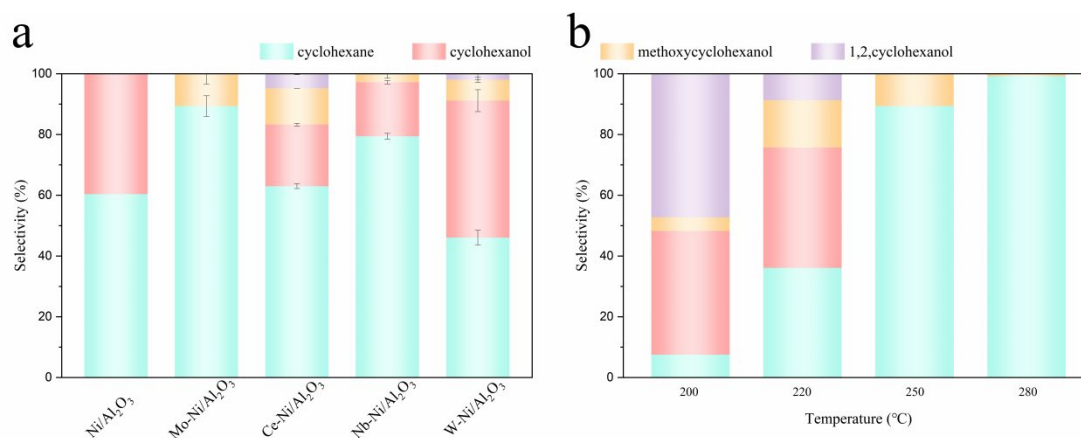 a
cyclohexane
cyclohexanol
Selectivity (%)
100
80
60
40
20
0
Ni/Al₂O₃
Mo-Ni/Al₂O₃
Ce-Ni/Al₂O₃
Nb-Ni/Al₂O₃
W-Ni/Al₂O₃
b
methoxycyclohexanol
1,2,cyclohexanol
Selectivity (%)
100
80
60
40
20
0
200
220
250
280
Temperature (℃)